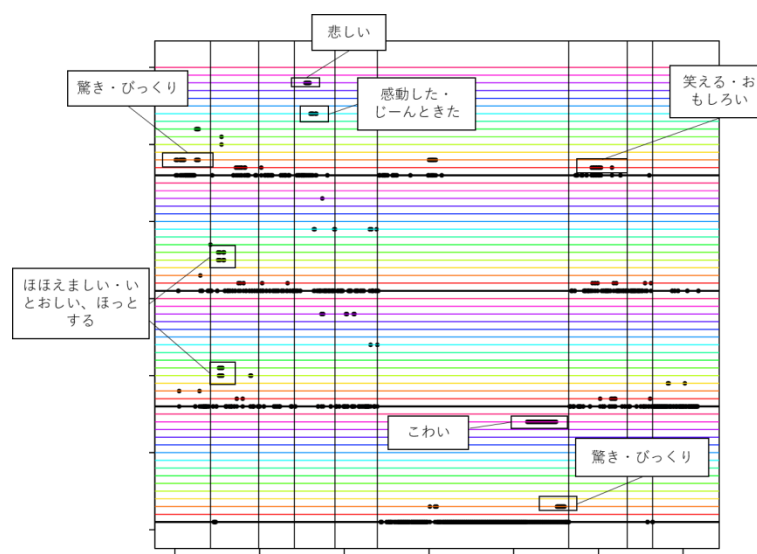 悲しい
驚き・びっくり
感動した・
じーんときた
笑える・お
もしろい
ほほえましい・い
とおしい、ほっと
する
こわい
驚き・びっくり